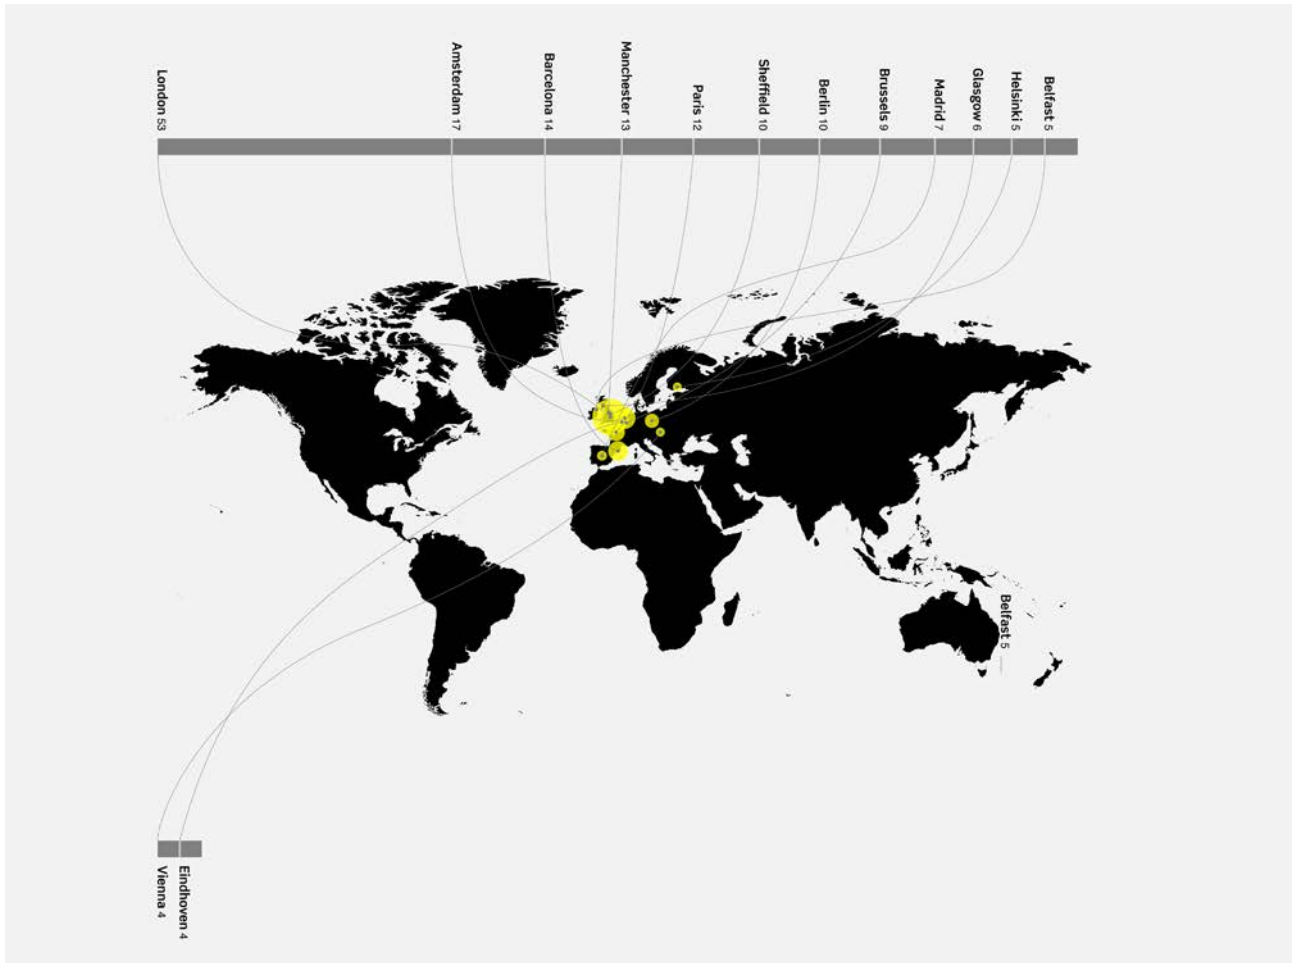 London 53
Amsterdam 17
Barcelona 14
Manchester 13
Paris 12
Sheffield 10
Berlin 10
Brussels 9
Madrid 7
Glasgow 6
Helsinki 5
Belfast 5
Belfast 5
Vienna 4
Eindhoven 4